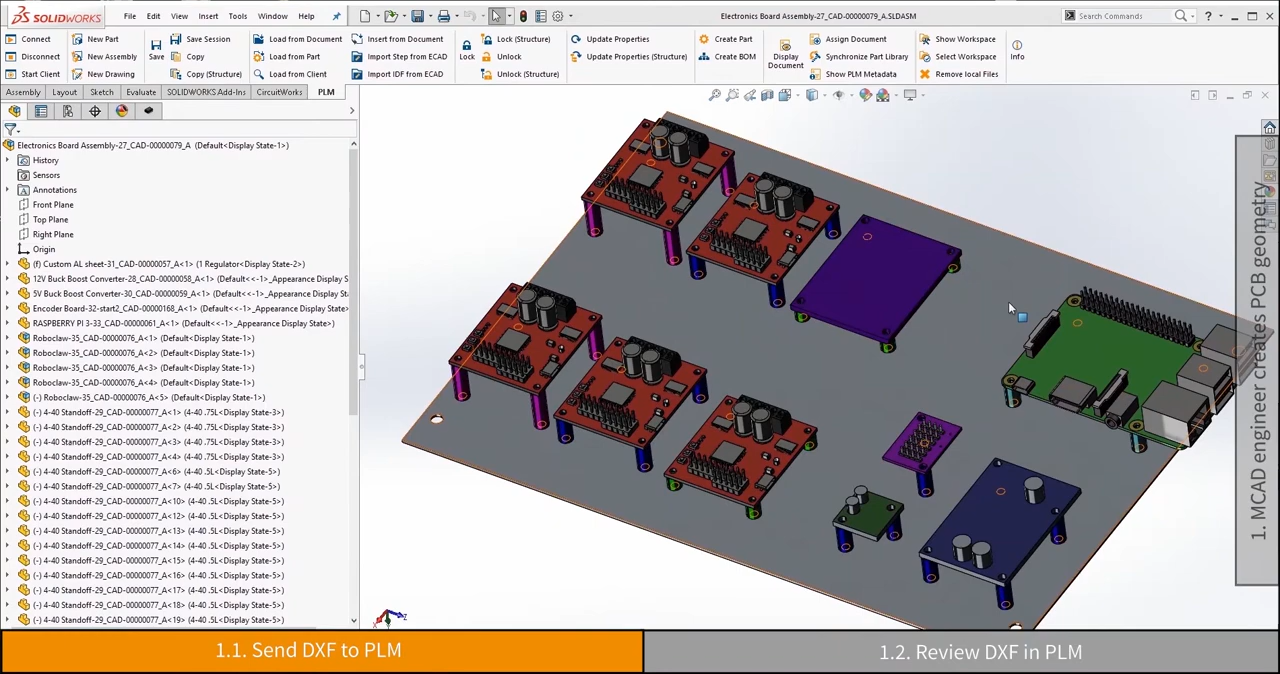 SOLIDWORKS File Edit View Insert Tools Window Help Electronics Board Assembly-27_CAD-00000079_A.SLDASM Search Commands ?
Connect New Part Save Session Load from Document Insert from Document Lock (Structure) Update Properties Create Part Assign Document Show Workspace
Disconnect New Assembly Copy Load from Part Import Step from ECAD Unlock Update Properties (Structure) Create BOM Synchronize Part Library Select Workspace
Save Lock Display Document Info
Start Client New Drawing Copy (Structure) Load from Client Import IDF from ECAD Unlock (Structure) Show PLM Metadata Remove local Files
Assembly Layout Sketch Evaluate SOLIDWORKS Add-Ins CircuitWorks PLM
Electronics Board Assembly-27_CAD-00000079_A (Default<Display State-1>)
History
Sensors
Annotations
Front Plane
Top Plane
Right Plane
Origin
(f) Custom AL sheet-31_CAD-00000057_A<1> (1 Regulator<Display State-2>)
12V Buck Boost Converter-28_CAD-00000058_A<1> (Default<<-1>_Appearance Display S
5V Buck Boost Converter-30_CAD-00000059_A<1> (Default<<-1>_Appearance Display St
Encoder Board-32-start2_CAD-00000168_A<1> (Default<<-1>_Appearance Display Stat
RASPBERRY PI 3-33_CAD-00000061_A<1> (Default<<-1>_Appearance Display State-1>)
Roboclaw-35_CAD-00000076_A<1> (Default<Display State-1>)
Roboclaw-35_CAD-00000076_A<2> (Default<Display State-1>)
Roboclaw-35_CAD-00000076_A<3> (Default<Display State-1>)
Roboclaw-35_CAD-00000076_A<4> (Default<Display State-1>)
(-) Roboclaw-35_CAD-00000076_A<5> (Default<Display State-1>)
(-) 4-40 Standoff-29_CAD-00000077_A<1> (4-40 .75L<Display State-3>)
(-) 4-40 Standoff-29_CAD-00000077_A<2> (4-40 .75L<Display State-3>)
(-) 4-40 Standoff-29_CAD-00000077_A<3> (4-40 .75L<Display State-3>)
(-) 4-40 Standoff-29_CAD-00000077_A<4> (4-40 .75L<Display State-3>)
(-) 4-40 Standoff-29_CAD-00000077_A<6> (4-40 .5L<Display State-5>)
(-) 4-40 Standoff-29_CAD-00000077_A<7> (4-40 .5L<Display State-5>)
(-) 4-40 Standoff-29_CAD-00000077_A<10> (4-40 .5L<Display State-5>)
(-) 4-40 Standoff-29_CAD-00000077_A<12> (4-40 .5L<Display State-5>)
(-) 4-40 Standoff-29_CAD-00000077_A<13> (4-40 .5L<Display State-5>)
(-) 4-40 Standoff-29_CAD-00000077_A<14> (4-40 .5L<Display State-5>)
(-) 4-40 Standoff-29_CAD-00000077_A<15> (4-40 .5L<Display State-5>)
(-) 4-40 Standoff-29_CAD-00000077_A<16> (4-40 .5L<Display State-5>)
(-) 4-40 Standoff-29_CAD-00000077_A<17> (4-40 .5L<Display State-5>)
(-) 4-40 Standoff-29_CAD-00000077_A<18> (4-40 .5L<Display State-5>)
(-) 4-40 Standoff-29_CAD-00000077_A<19> (4-40 .5L<Display State-5>)
1. MCAD engineer creates PCB geometry
1.1. Send DXF to PLM
1.2. Review DXF in PLM